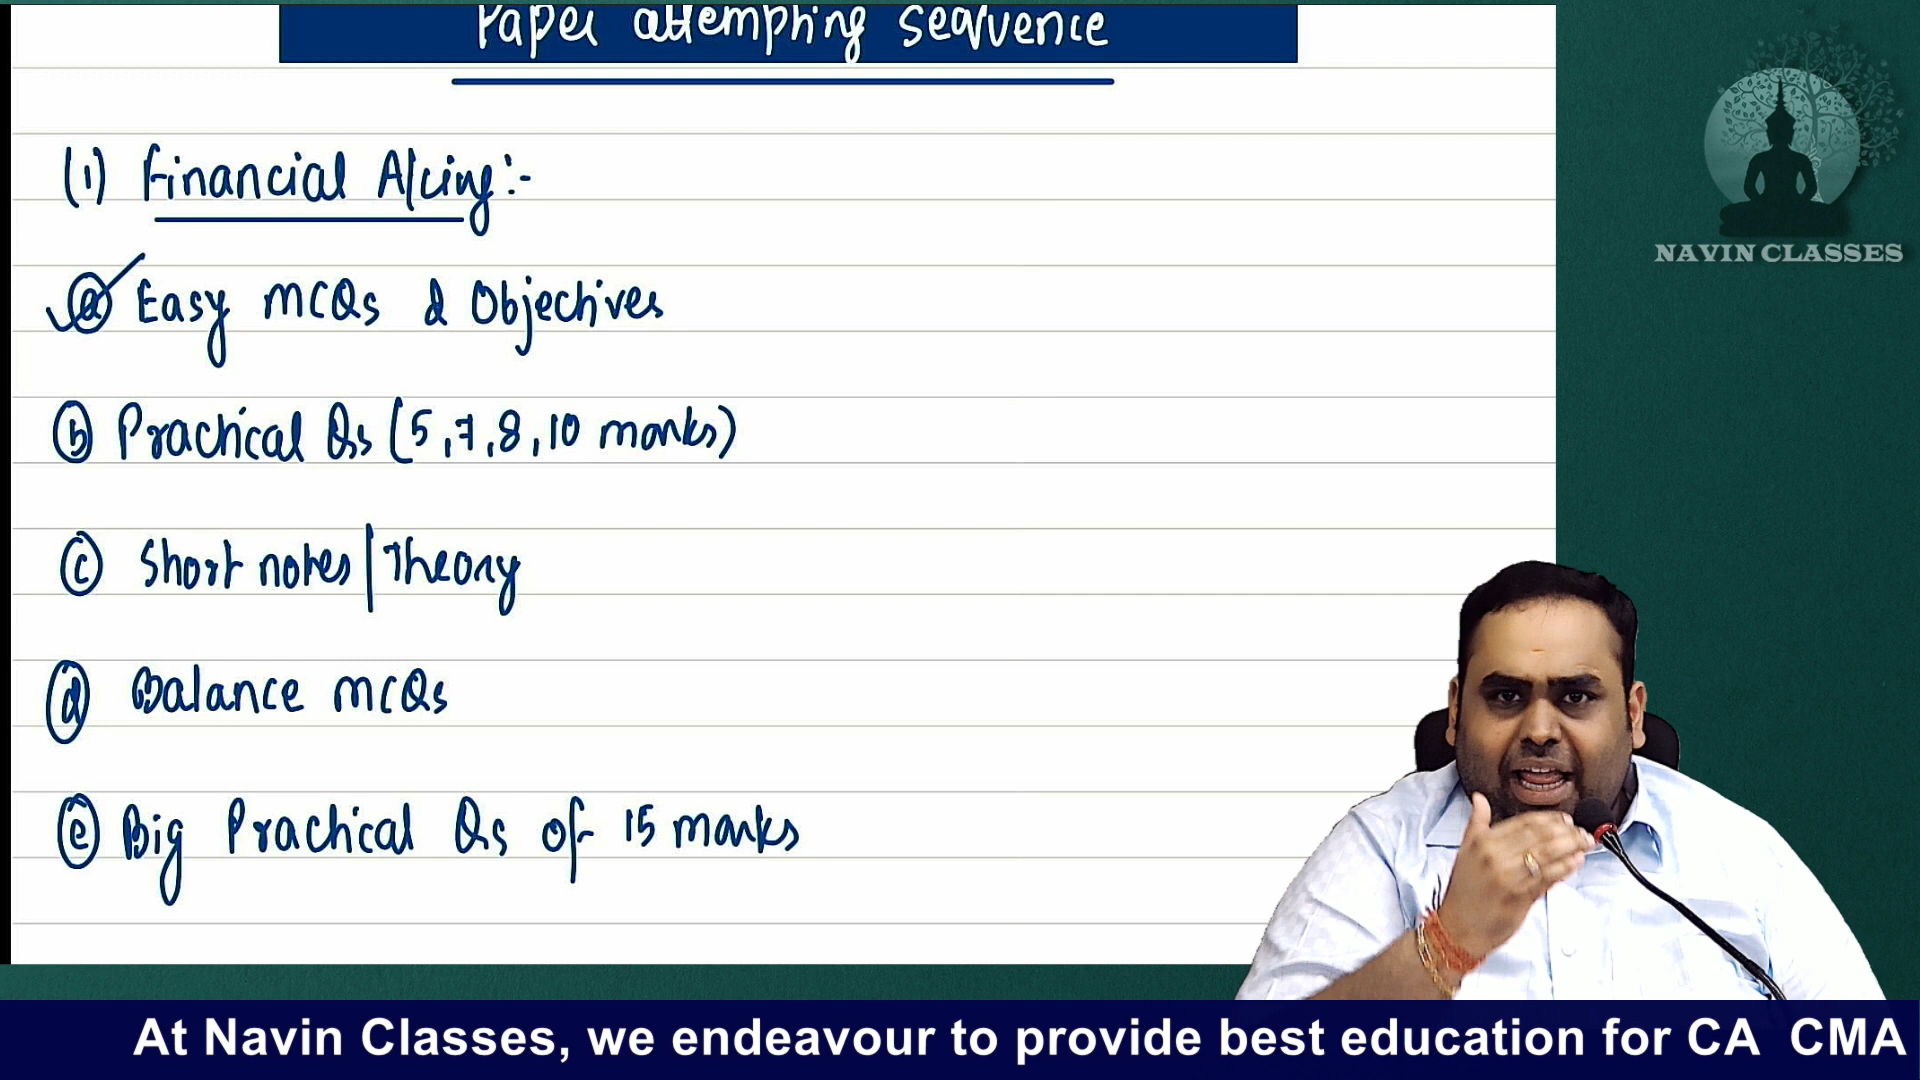 Paper attempting sequence
(1) Financial A/cing:-
(a) Easy MCQs & Objectives
(b) Practical Qs (5,7,8,10 marks)
(c) Short notes | Theory
(d) Balance MCQs
(e) Big Practical Qs of 15 marks
NAVIN CLASSES
At Navin Classes, we endeavour to provide best education for CA CMA